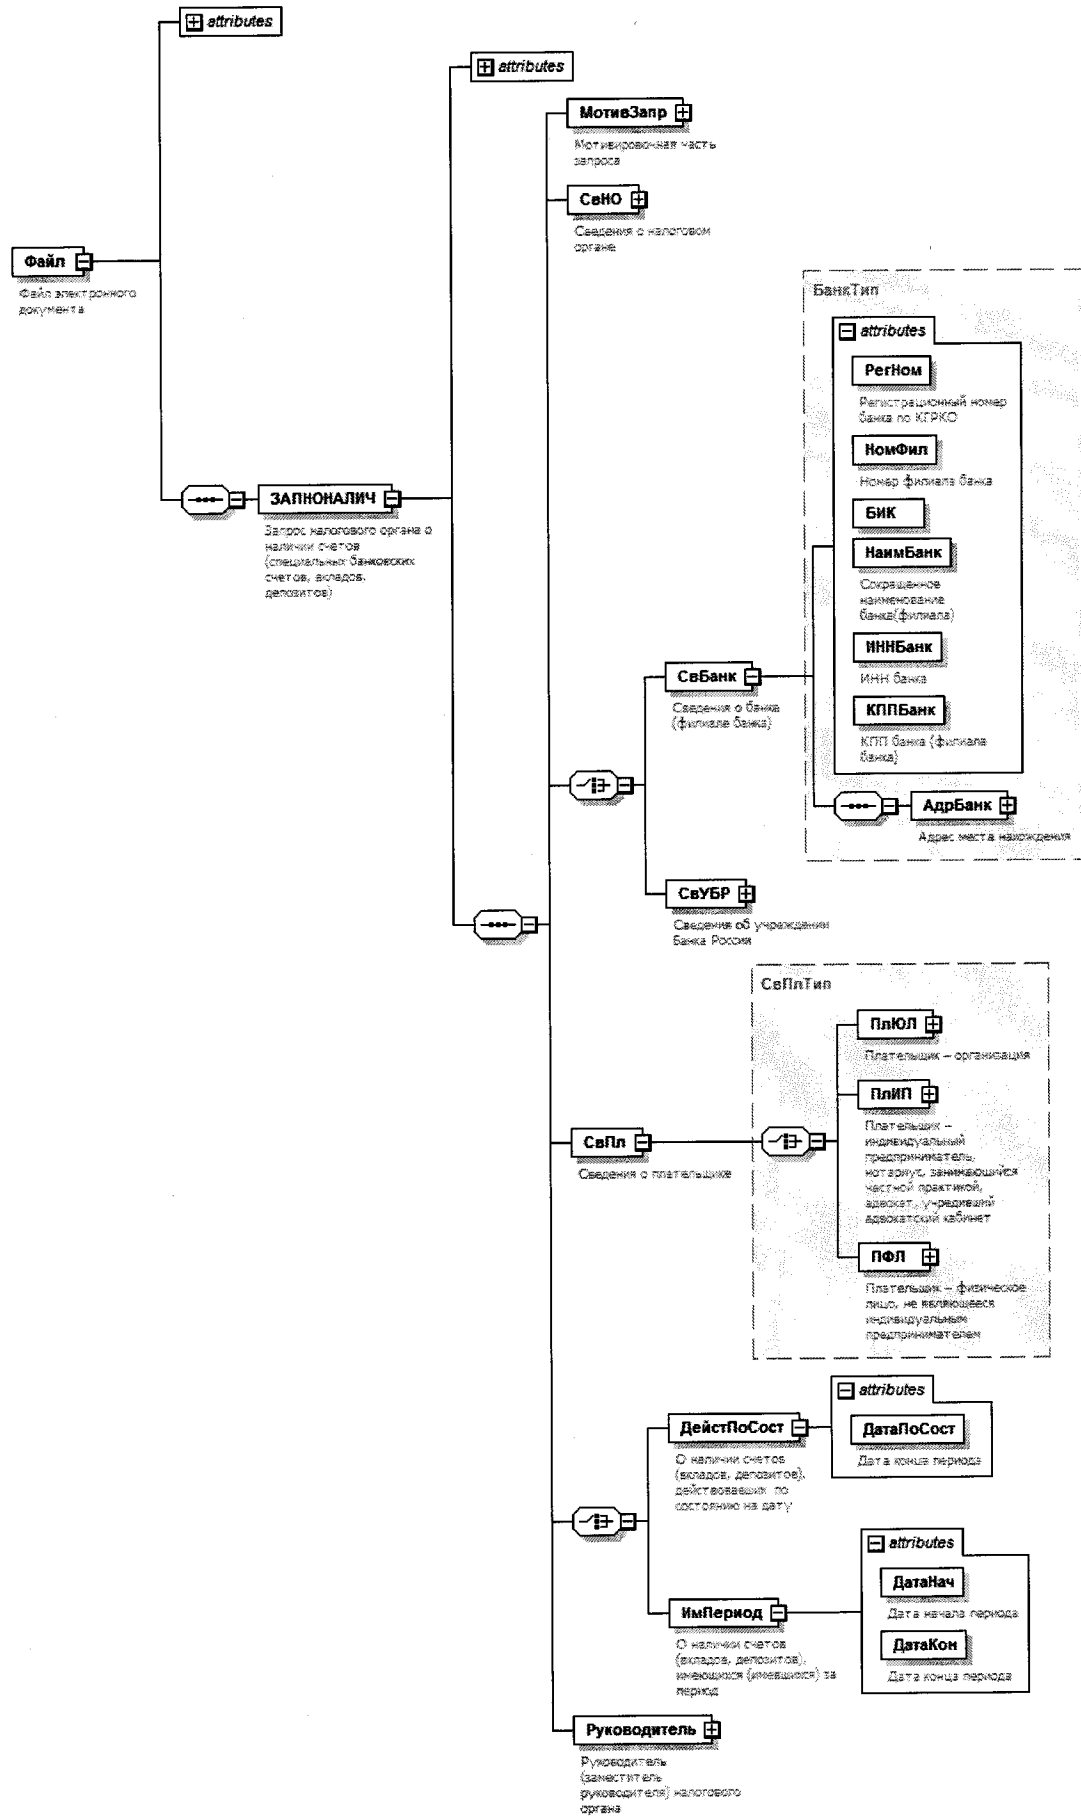 attributes
attributes
МотивЗапр
Мотивировочная часть
запроса
СвНО
Сведения о налоговом
органе
Файл
Файл электронного
документа
ЗАПНОНАЛИЧ
Запрос налогового органа о
наличии счетов
(специальных банковских
счетов, вкладов,
депозитов)
БанкТип
attributes
РегНом
Регистрационный номер
банка по КГРКО
НомФил
Номер филиала банка
БИК
НаимБанк
Сокращенное
наименование
банка(филиала)
ИННБанк
ИНН банка
КППБанк
КПП банка (филиала
банка)
СвБанк
Сведения о банке
(филиале банка)
АдрБанк
Адрес места нахождения
СвУБР
Сведения об учреждении
Банка России
СвПлТип
ПлЮЛ
Плательщик – организация
ПлИП
Плательщик –
индивидуальный
предприниматель,
нотариус, занимающийся
частной практикой,
адвокат, учредивший
адвокатский кабинет
СвПл
Сведения о плательщике
ПФЛ
Плательщик – физическое
лицо, не являющееся
индивидуальным
предпринимателем
ДейстПоСост
О наличии счетов
(вкладов, депозитов),
действовавших по
состоянию на дату
attributes
ДатаПоСост
Дата конца периода
ИмПериод
О наличии счетов
(вкладов, депозитов),
имеющихся (имевшихся) за
период
attributes
ДатаНач
Дата начала периода
ДатаКон
Дата конца периода
Руководитель
Руководитель
(заместитель
руководителя) налогового
органа